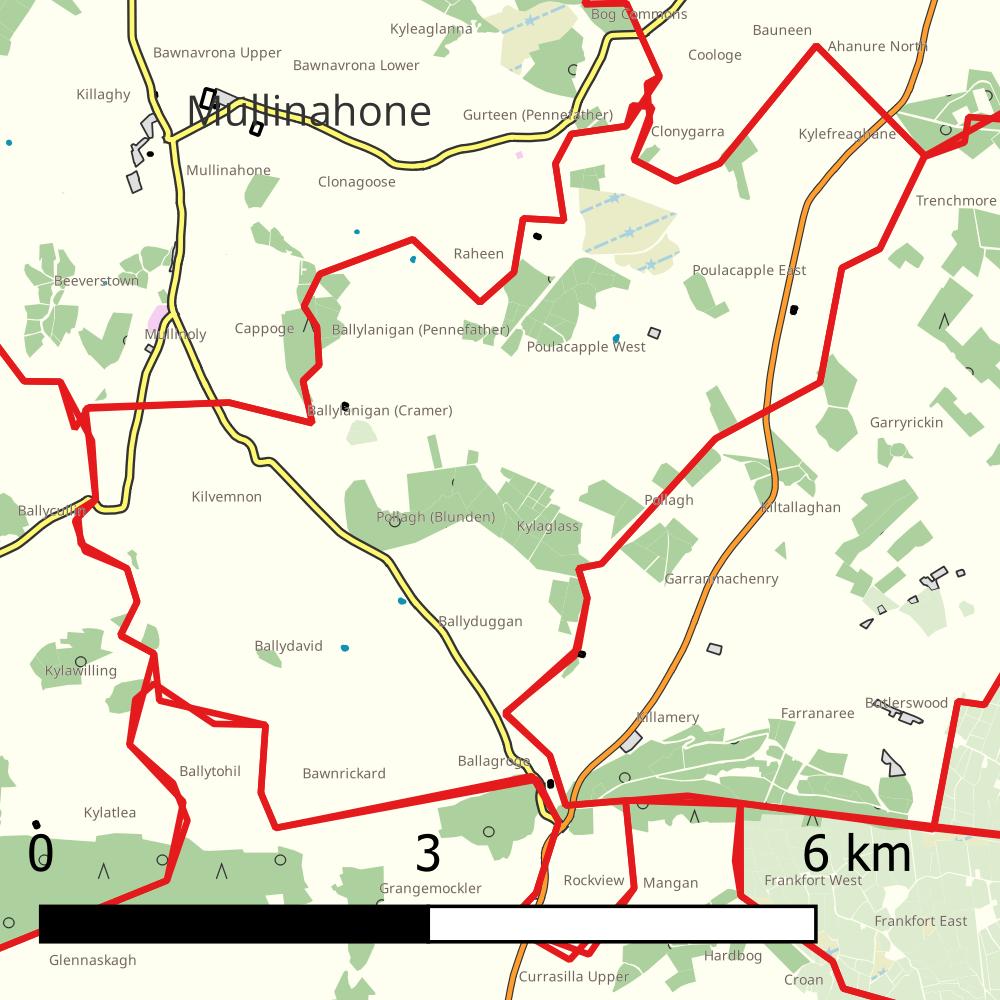 Bog Commons
Kyleaglanna
Bauneen
Ahanure North
Bawnavrona Upper
Coologe
Bawnavrona Lower
Killaghy
Mullinahone
Gurteen (Pennefather)
Clonygarra
Kylefreaghane
Mullinahone
Clonagoose
Trenchmore
Raheen
Poulacapple East
Beeverstown
Cappoge
Ballylanigan (Pennefather)
Mullinoly
Poulacapple West
Ballylanigan (Cramer)
Garryrickin
Kilvemnon
Pollagh
Ballycullin
Kiltallaghan
Pollagh (Blunden)
Kylaglass
Garranmachenry
Ballyduggan
Ballydavid
Kylawilling
Butlerswood
Farranaree
Killamery
Ballagroge
Ballytohil
Bawnrickard
Kylatlea
0
3
6 km
Rockview
Mangan
Frankfort West
Grangemockler
Frankfort East
Hardbog
Glennaskagh
Currasilla Upper
Croan